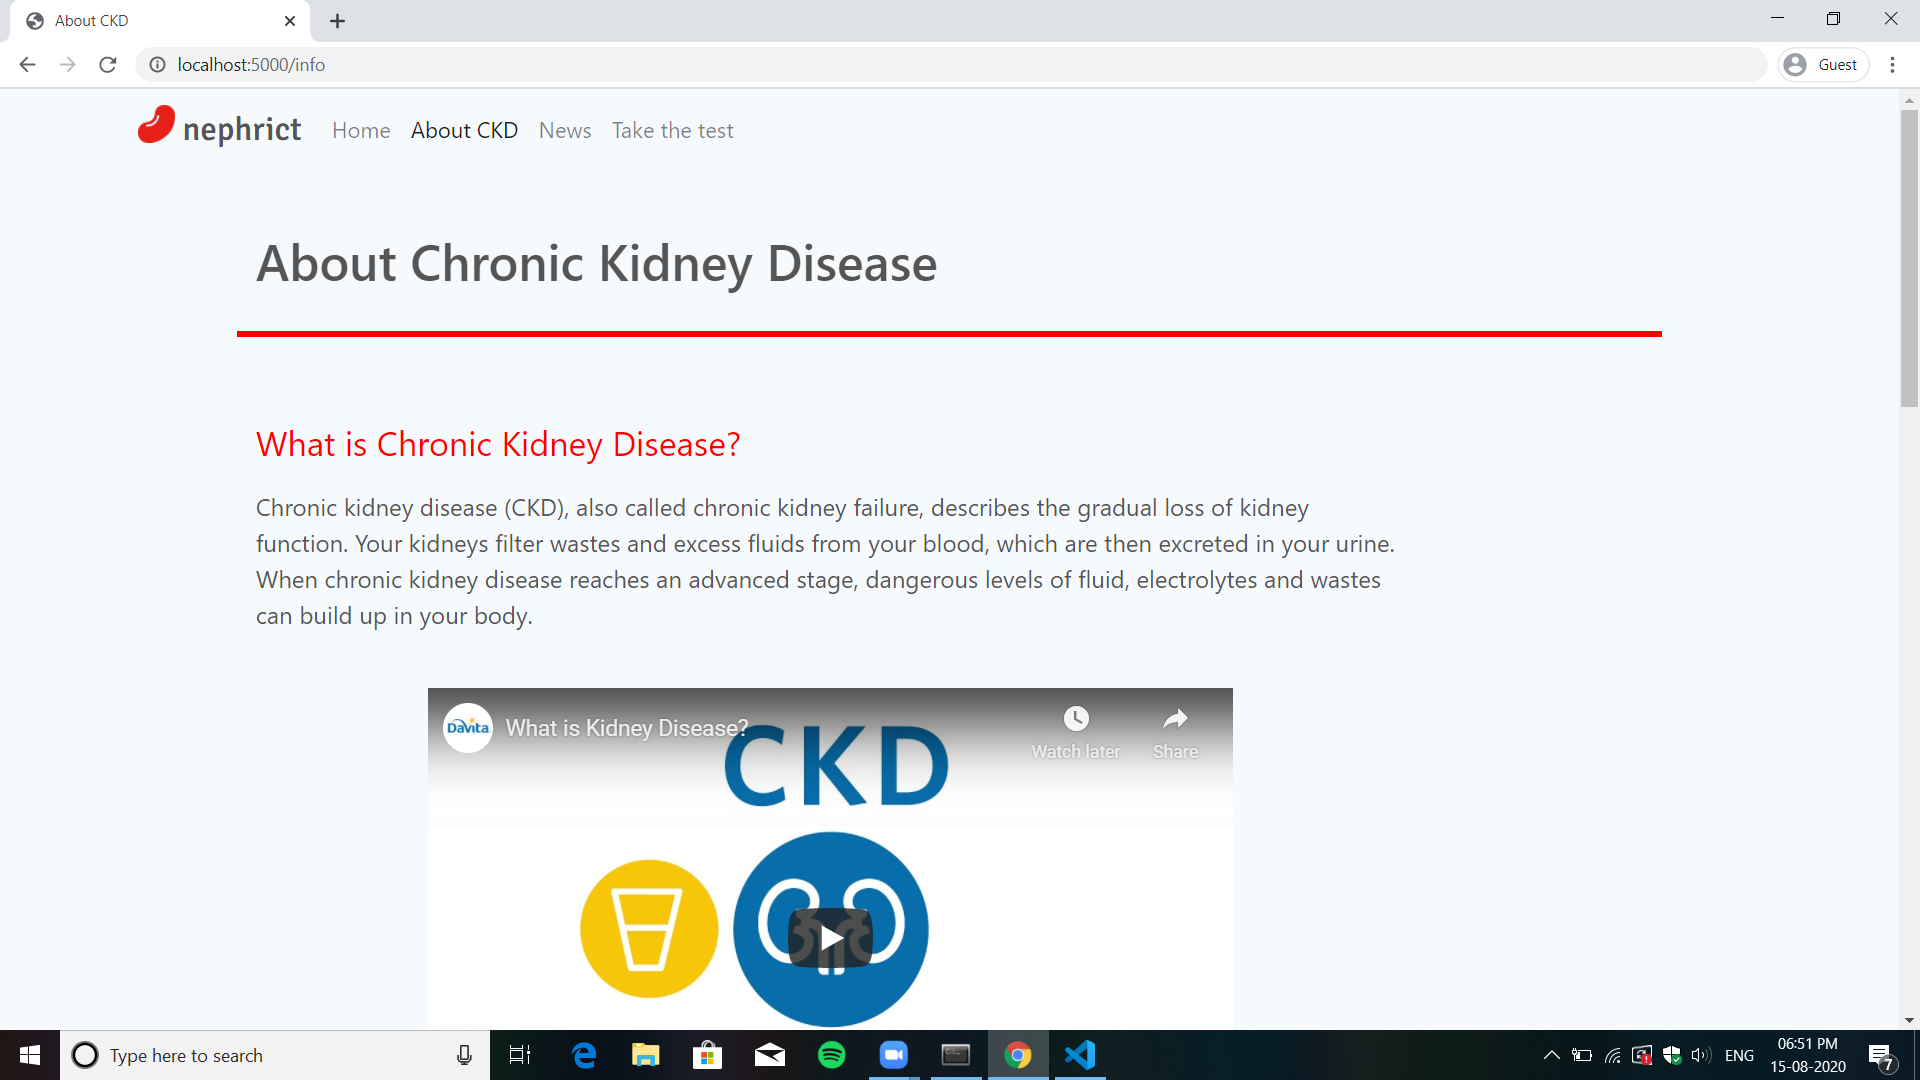 About CKD
localhost:5000/info
Guest
nephrict Home About CKD News Take the test
About Chronic Kidney Disease
What is Chronic Kidney Disease?
Chronic kidney disease (CKD), also called chronic kidney failure, describes the gradual loss of kidney
function. Your kidneys filter wastes and excess fluids from your blood, which are then excreted in your urine.
When chronic kidney disease reaches an advanced stage, dangerous levels of fluid, electrolytes and wastes
can build up in your body.
DaVita What is Kidney Disease?
Watch later Share
CKD
Type here to search
ENG
06:51 PM
15-08-2020
7